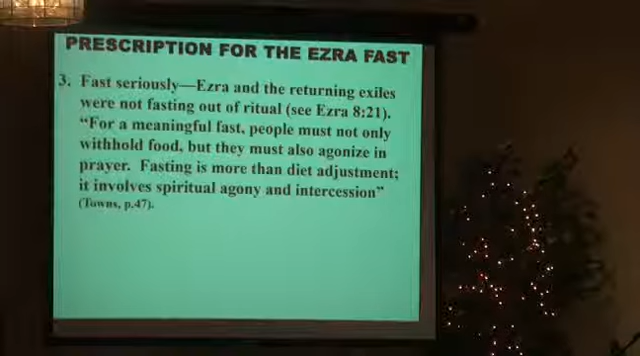 PRESCRIPTION FOR THE EZRA FAST
3. Fast seriously—Ezra and the returning exiles
were not fasting out of ritual (see Ezra 8:21).
“For a meaningful fast, people must not only
withhold food, but they must also agonize in
prayer. Fasting is more than diet adjustment;
it involves spiritual agony and intercession”
(Towns, p.47).